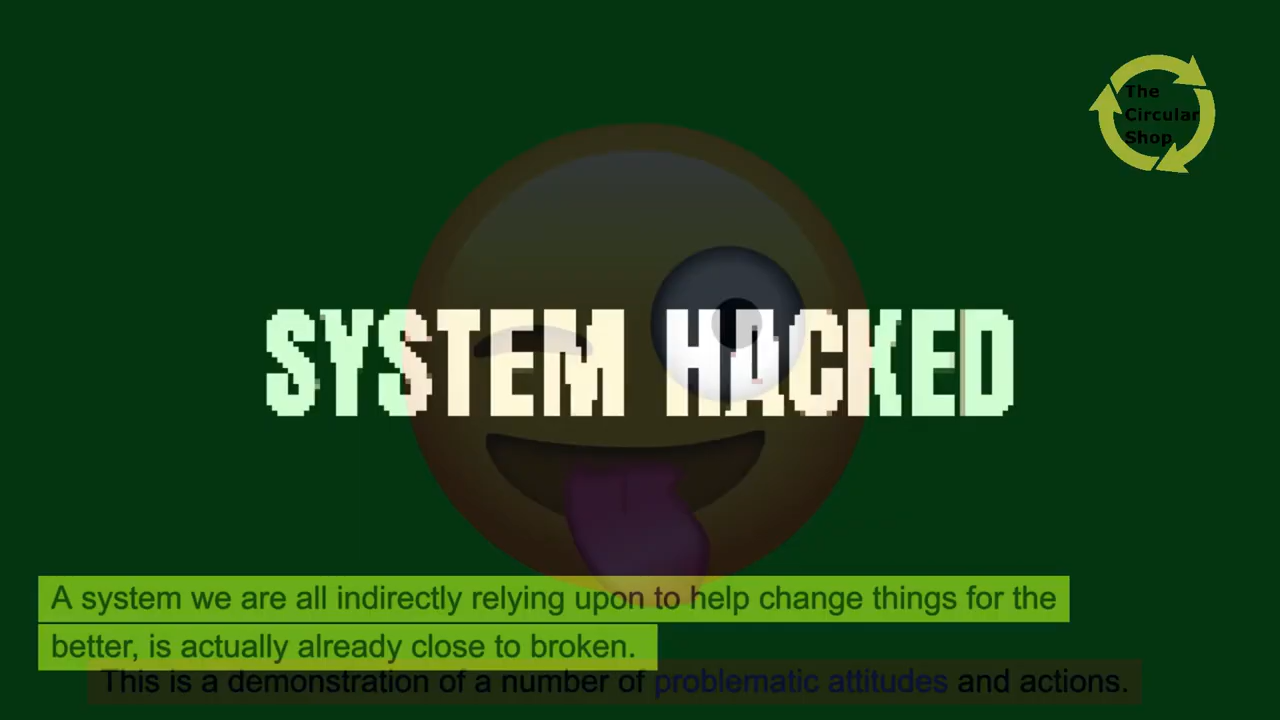 The
Circular
Shop
SYSTEM HACKED
A system we are all indirectly relying upon to help change things for the
better, is actually already close to broken.
This is a demonstration of a number of problematic attitudes and actions.